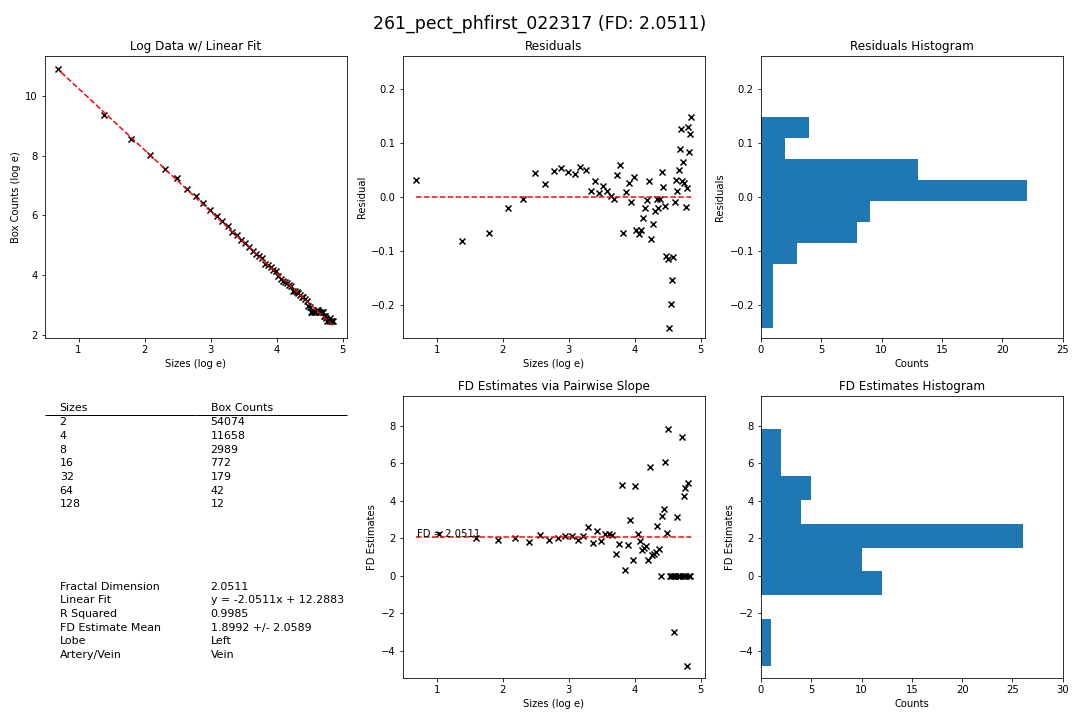 261_pect_phfirst_022317 (FD: 2.0511)
Log Data w/ Linear Fit
Box Counts (log e)
10
8
6
4
2
1 2 3 4 5
Sizes (log e)
Residuals
Residual
0.2
0.1
0.0
−0.1
−0.2
1 2 3 4 5
Sizes (log e)
Residuals Histogram
Residuals
0.2
0.1
0.0
−0.1
−0.2
0 5 10 15 20 25
Counts
Sizes Box Counts
2 54074
4 11658
8 2989
16 772
32 179
64 42
128 12
Fractal Dimension 2.0511
Linear Fit y = -2.0511x + 12.2883
R Squared 0.9985
FD Estimate Mean 1.8992 +/- 2.0589
Lobe Left
Artery/Vein Vein
FD Estimates via Pairwise Slope
FD Estimates
8
6
4
2
0
−2
−4
FD = 2.0511
1 2 3 4 5
Sizes (log e)
FD Estimates Histogram
FD Estimates
8
6
4
2
0
−2
−4
0 5 10 15 20 25 30
Counts